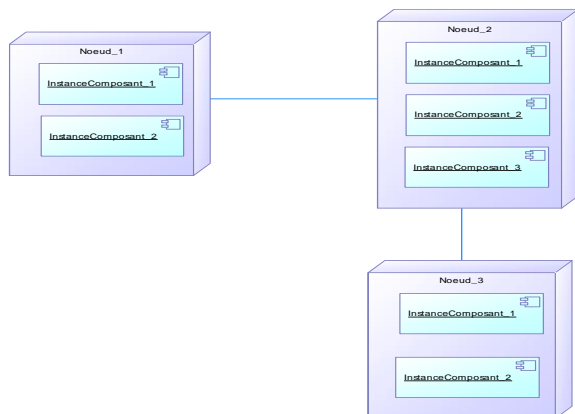 Noeud_1
InstanceComposant_1
InstanceComposant_2
Noeud_2
InstanceComposant_1
InstanceComposant_2
InstanceComposant_3
Noeud_3
InstanceComposant_1
InstanceComposant_2